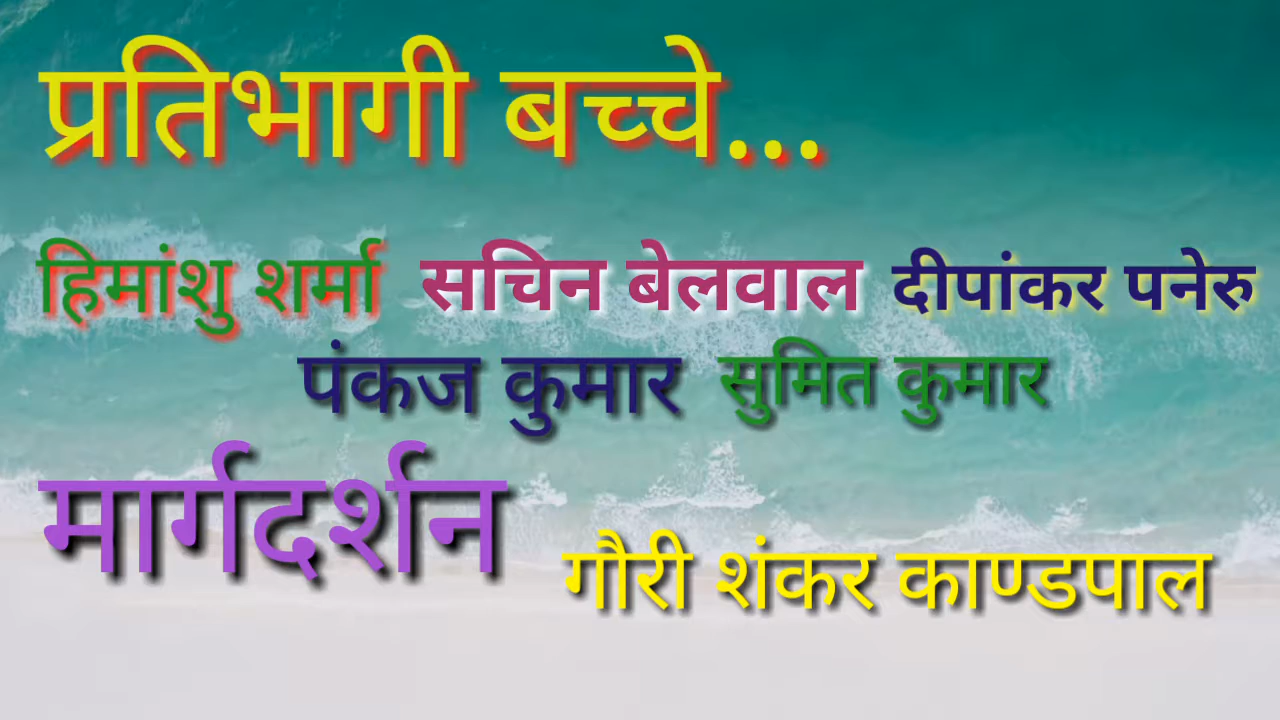 प्रतिभागी बच्चे...
हिमांशु शर्मा सचिन बेलवाल दीपांकर पनेरु
पंकज कुमार सुमित कुमार
मार्गदर्शन
गौरी शंकर काण्डपाल